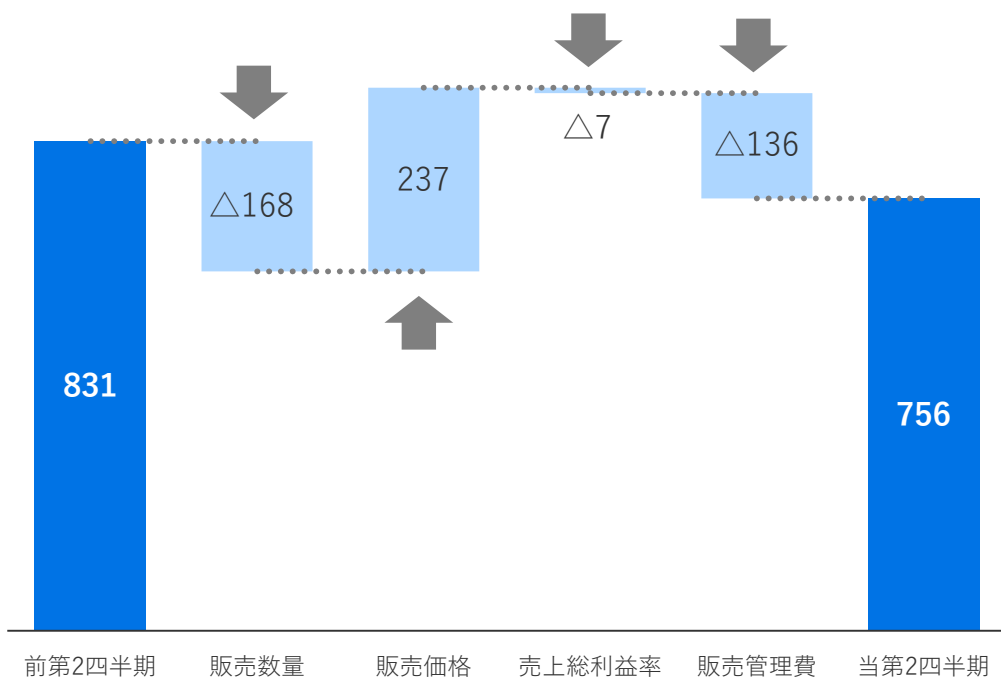 △7
△136
237
△168
831
756
前第2四半期
販売数量
販売価格
売上総利益率
販売管理費
当第2四半期